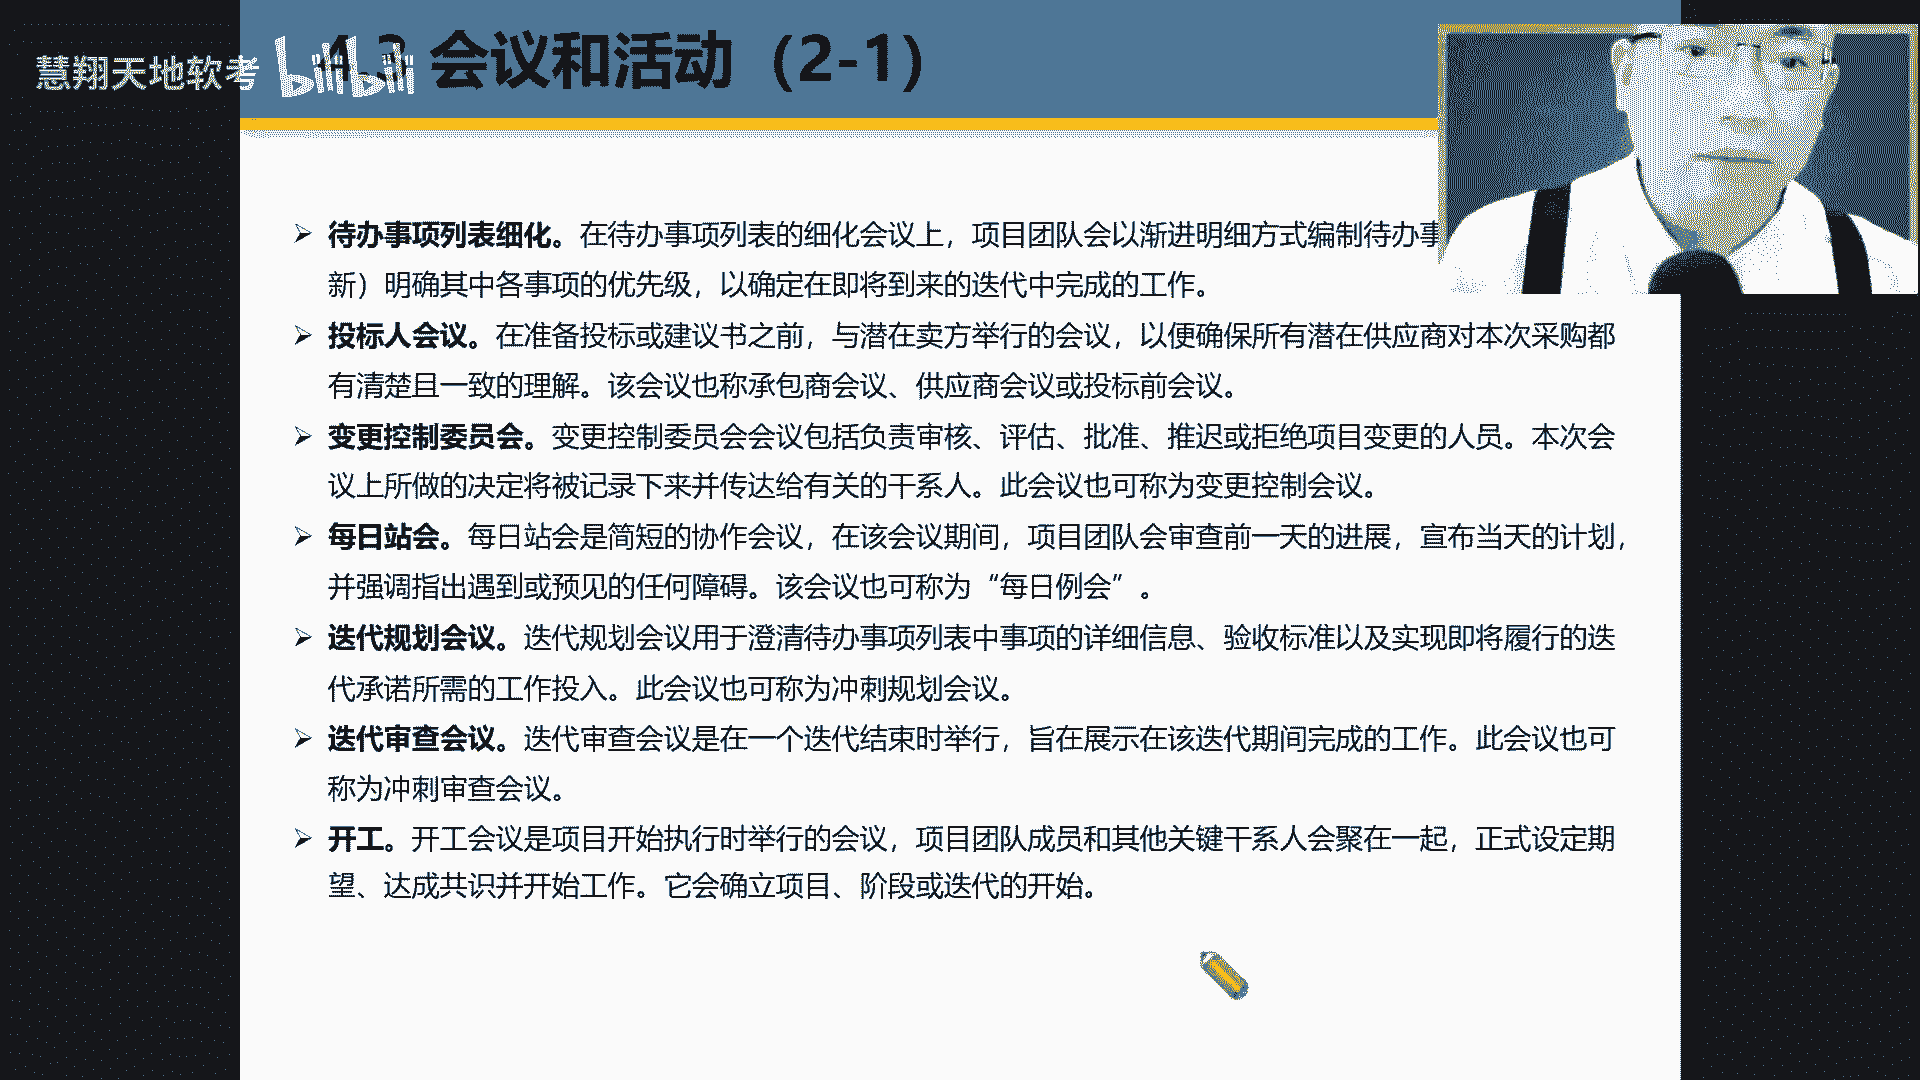 慧翔天地软考 bilibili
4.3 会议和活动（2-1）
➢ 待办事项列表细化。在待办事项列表的细化会议上，项目团队会以渐进明细方式编制待办事
新）明确其中各事项的优先级，以确定在即将到来的迭代中完成的工作。
➢ 投标人会议。在准备投标或建议书之前，与潜在卖方举行的会议，以便确保所有潜在供应商对本次采购都
有清楚且一致的理解。该会议也称承包商会议、供应商会议或投标前会议。
➢ 变更控制委员会。变更控制委员会会议包括负责审核、评估、批准、推迟或拒绝项目变更的人员。本次会
议上所做的决定将被记录下来并传达给有关的干系人。此会议也可称为变更控制会议。
➢ 每日站会。每日站会是简短的协作会议，在该会议期间，项目团队会审查前一天的进展，宣布当天的计划，
并强调指出遇到或预见的任何障碍。该会议也可称为“每日例会”。
➢ 迭代规划会议。迭代规划会议用于澄清待办事项列表中事项的详细信息、验收标准以及实现即将履行的迭
代承诺所需的工作投入。此会议也可称为冲刺规划会议。
➢ 迭代审查会议。迭代审查会议是在一个迭代结束时举行，旨在展示在该迭代期间完成的工作。此会议也可
称为冲刺审查会议。
➢ 开工。开工会议是项目开始执行时举行的会议，项目团队成员和其他关键干系人会聚在一起，正式设定期
望、达成共识并开始工作。它会确立项目、阶段或迭代的开始。